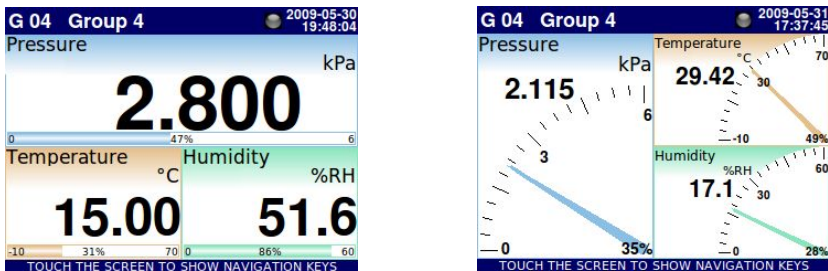 G 04 Group 4
2009-05-30
19:48:04
Pressure
kPa
2.800
0 47% 6
Temperature
°C
15.00
-10 31% 70
Humidity
%RH
51.6
0 86% 60
TOUCH THE SCREEN TO SHOW NAVIGATION KEYS
G 04 Group 4
2009-05-31
17:37:45
Pressure
kPa
2.115
6
3
0 35%
Temperature
°C
70
29.42
30
-10 49%
Humidity
%RH
60
17.1
30
0 28%
TOUCH THE SCREEN TO SHOW NAVIGATION KEYS